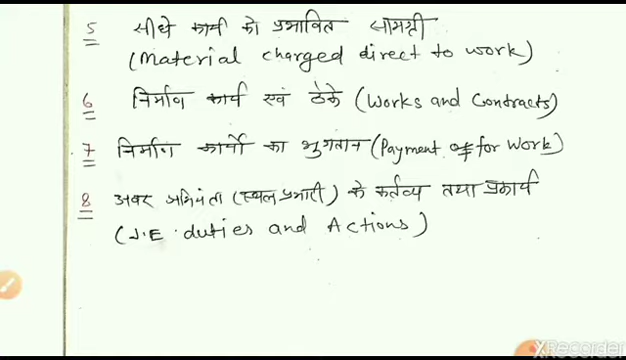 5 सीधे कार्य को प्रभावित सामग्री
(Material charged direct to work)
6 निर्माण कार्य एवं ठेके (Works and Contracts)
7 निर्माण कार्यो का भुगतान (Payment of for Work)
8 अवर अभियंता (स्थल प्रभारी) के कर्तव्य तथा प्रकार्य
(J.E. duties and Actions)
XRecorder